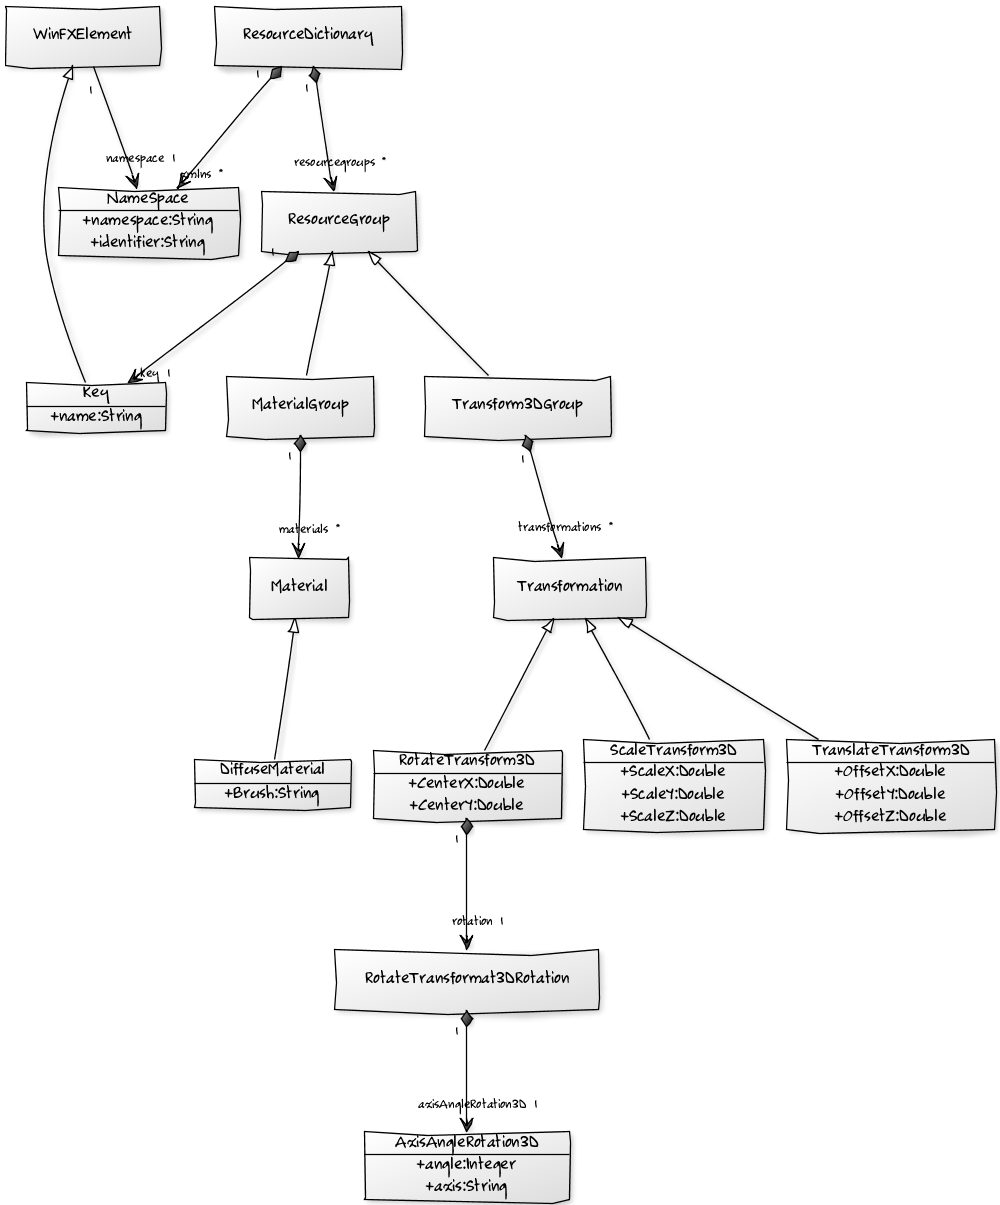 WinFXElement
ResourceDictionary
1
1
1
namespace 1
xmlns *
resourcegroups *
NameSpace
+namespace:String
+identifier:String
ResourceGroup
1
key 1
Key
+name:String
MaterialGroup
Transform3DGroup
1
1
materials *
transformations *
Material
Transformation
DiffuseMaterial
+Brush:String
RotateTransform3D
+CenterX:Double
+CenterY:Double
ScaleTransform3D
+ScaleX:Double
+ScaleY:Double
+ScaleZ:Double
TranslateTransform3D
+OffsetX:Double
+OffsetY:Double
+OffsetZ:Double
1
rotation 1
RotateTransformat3DRotation
1
axisAngleRotation3D 1
AxisAngleRotation3D
+angle:Integer
+axis:String